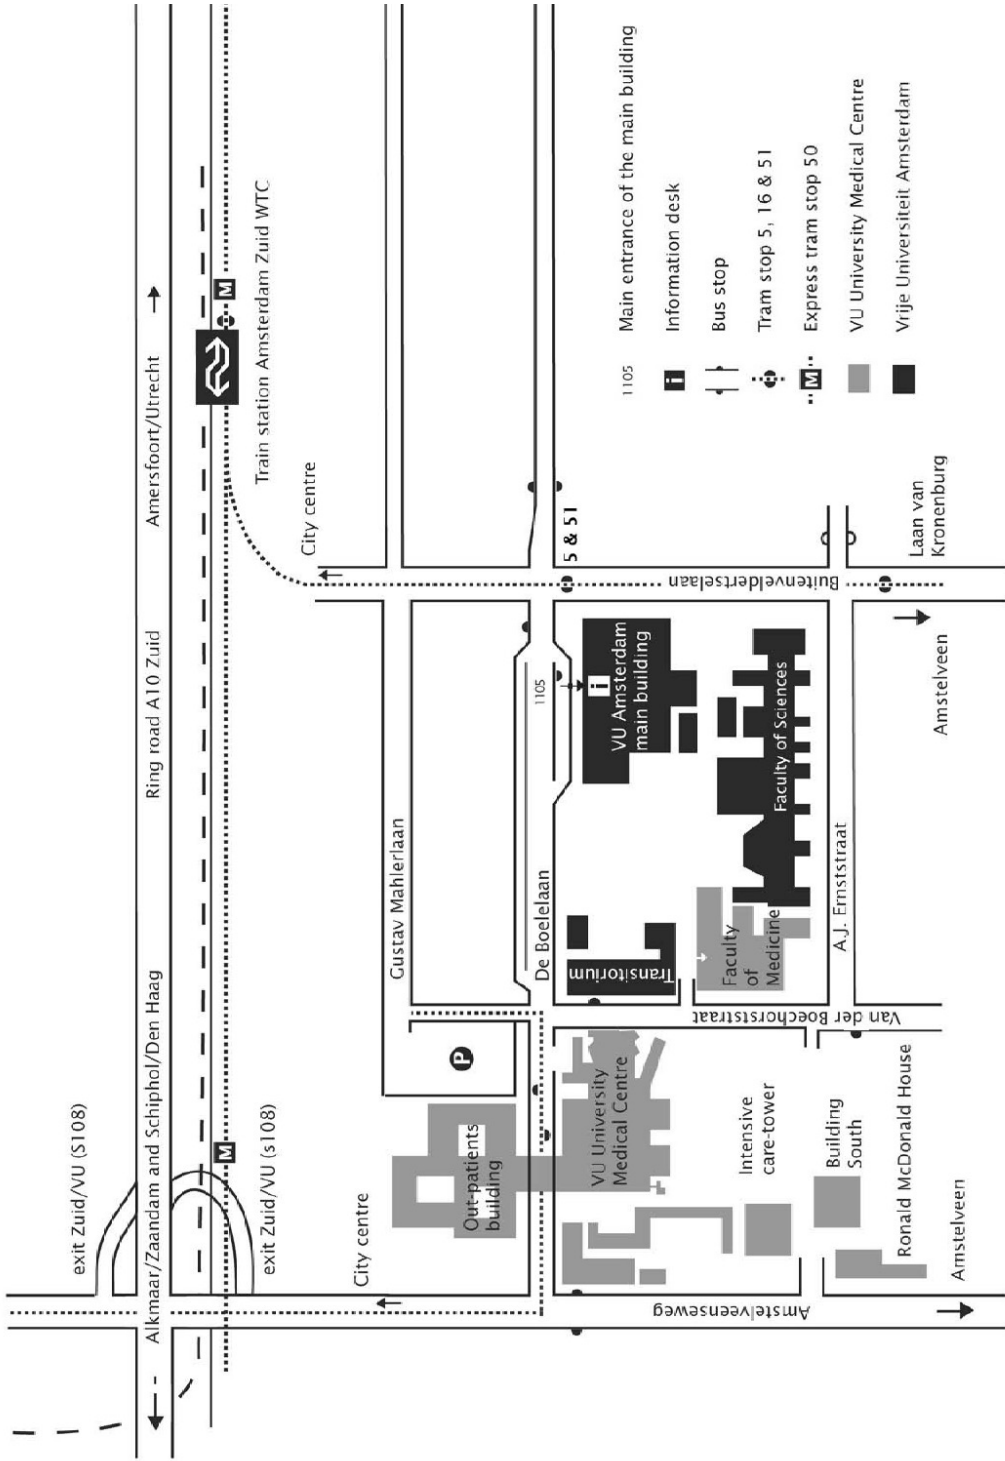 exit Zuid/VU (S108)
Alkmaar/Zaandam and Schiphol/Den Haag
Ring road A10 Zuid
Amersfoort/Utrecht
M
exit Zuid/VU (s108)
M
Train station Amsterdam Zuid WTC
City centre
City centre
Gustav Mahlerlaan
P
Out-patients
building
De Boelelaan
1105
5 & 51
i
VU Amsterdam
main building
Transitorium
VU University
Medical Centre
Buitenveldertselaan
Van der Boechorststraat
Amstelveenseweg
Faculty
of
Medicine
Faculty of Sciences
Intensive
care-tower
A.J. Ernststraat
Building
South
Ronald McDonald House
Amstelveen
Amstelveen
Laan van
Kronenburg
1105 Main entrance of the main building
i Information desk
Bus stop
Tram stop 5, 16 & 51
M Express tram stop 50
VU University Medical Centre
Vrije Universiteit Amsterdam